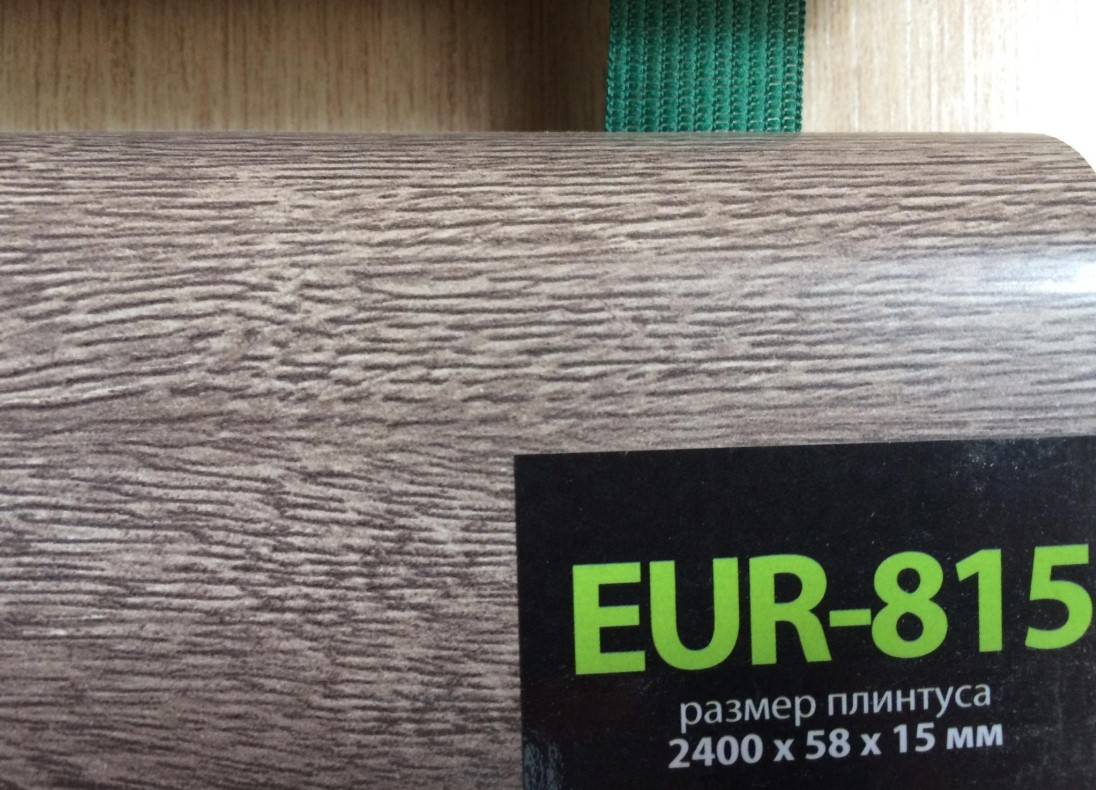 EUR-815
размер плинтуса
2400 х 58 х 15 мм